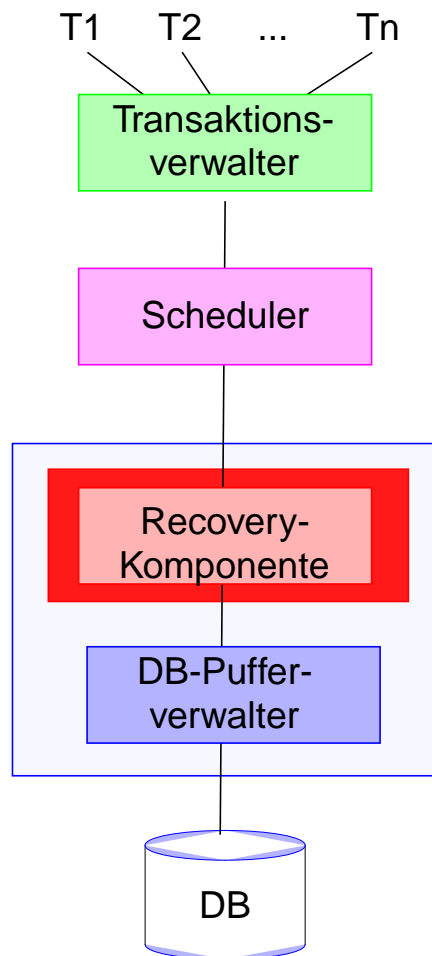 T1 T2 ... Tn
Transaktions-
verwalter
Scheduler
Recovery-
Komponente
DB-Puffer-
verwalter
DB